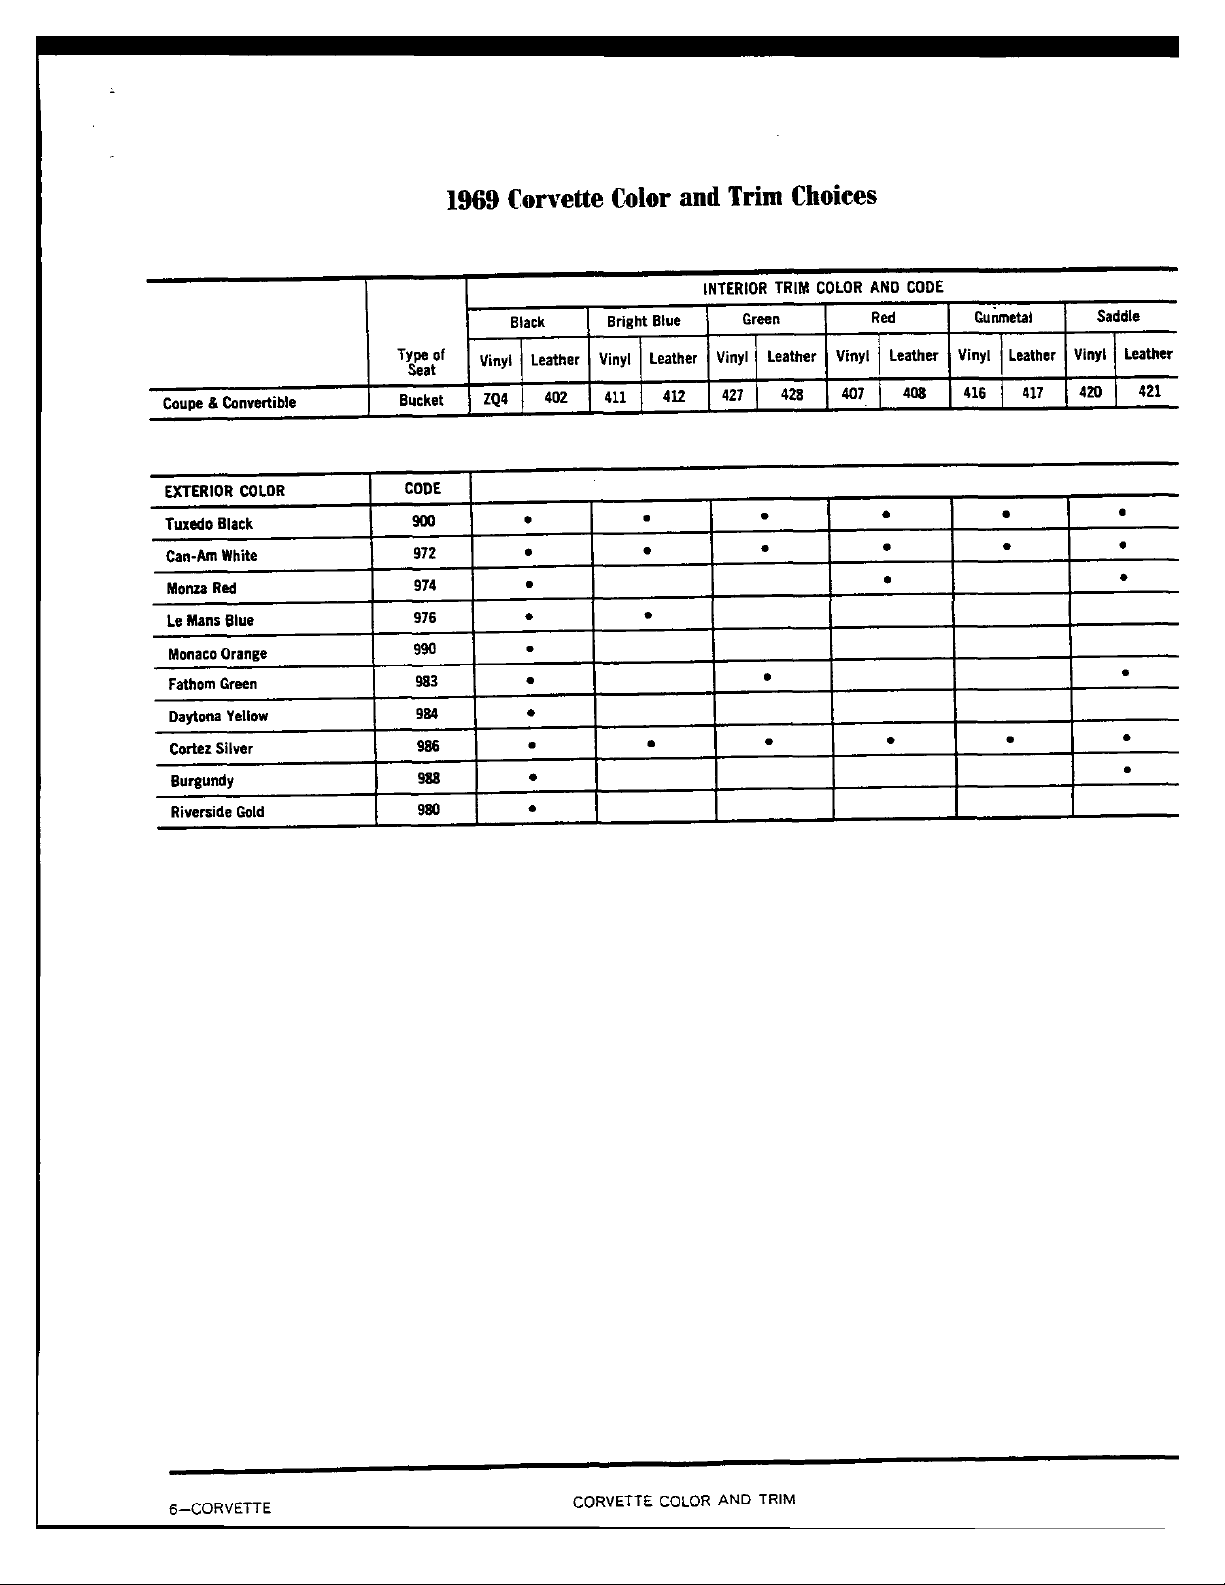 1969 Corvette Color and Trim Choices
INTERIOR TRIM COLOR AND CODE
Black Bright Blue Green Red Gunmetal Saddle
Type of Seat Vinyl Leather Vinyl Leather Vinyl Leather Vinyl Leather Vinyl Leather Vinyl Leather
Coupe & Convertible Bucket ZQ4 402 411 412 427 428 407 408 416 417 420 421
EXTERIOR COLOR CODE
Tuxedo Black 900 • • • • • •
Can-Am White 972 • • • • • •
Monza Red 974 • • •
Le Mans Blue 976 • •
Monaco Orange 990 •
Fathom Green 983 • • •
Daytona Yellow 984 •
Cortez Silver 986 • • • • • •
Burgundy 988 • •
Riverside Gold 980 •
6—CORVETTE CORVETTE COLOR AND TRIM